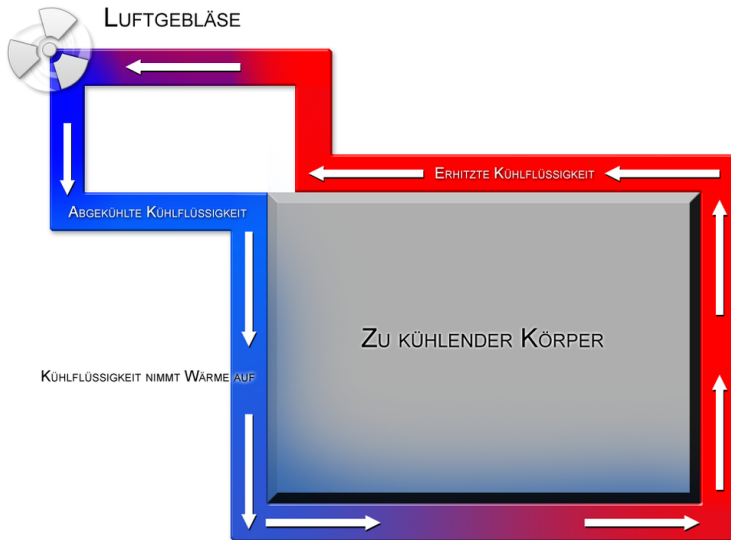 Luftgebläse
Erhitzte Kühlflüssigkeit
Abgekühlte Kühlflüssigkeit
Zu kühlender Körper
Kühlflüssigkeit nimmt Wärme auf